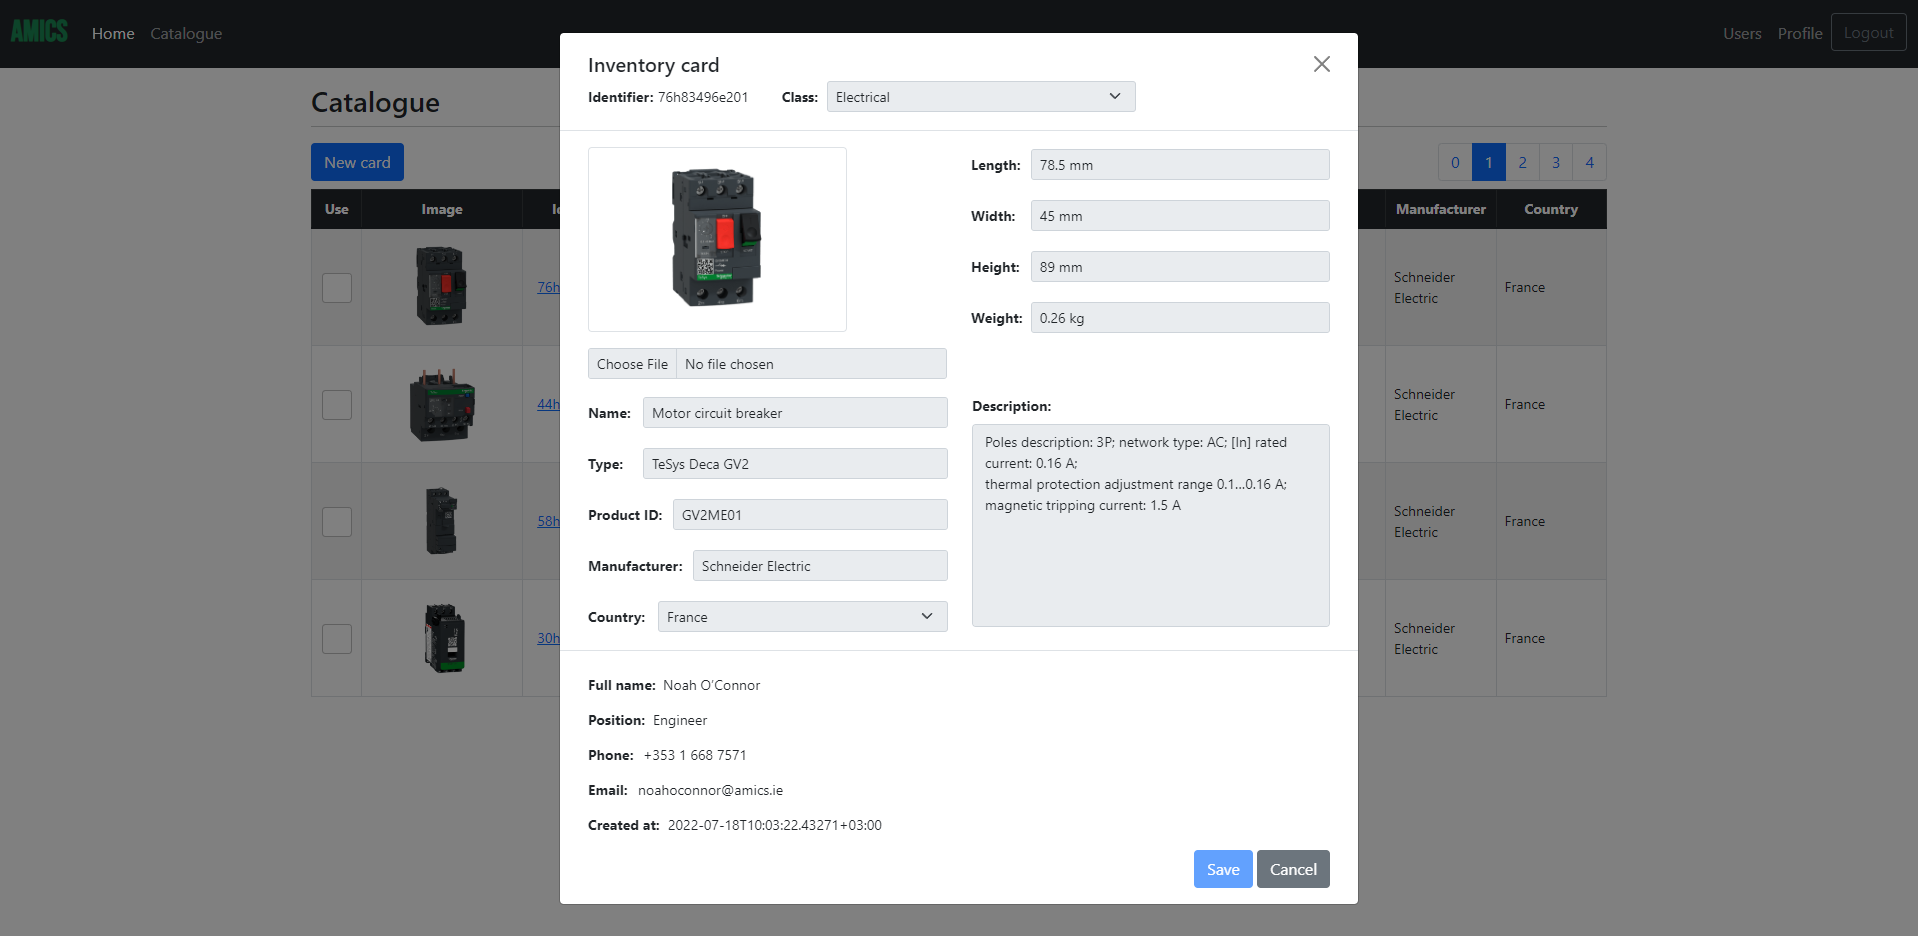 AMICS Home Catalogue Users Profile Logout
Catalogue
New card
0 1 2 3 4
Use Image Manufacturer Country
76h Schneider Electric France
44h Schneider Electric France
58h Schneider Electric France
30h Schneider Electric France
Inventory card
Identifier: 76h83496e201 Class: Electrical
Choose File No file chosen
Name: Motor circuit breaker
Type: TeSys Deca GV2
Product ID: GV2ME01
Manufacturer: Schneider Electric
Country: France
Length: 78.5 mm
Width: 45 mm
Height: 89 mm
Weight: 0.26 kg
Description:
Poles description: 3P; network type: AC; [In] rated
current: 0.16 A;
thermal protection adjustment range 0.1...0.16 A;
magnetic tripping current: 1.5 A
Full name: Noah O'Connor
Position: Engineer
Phone: +353 1 668 7571
Email: noahoconnor@amics.ie
Created at: 2022-07-18T10:03:22.43271+03:00
Save Cancel